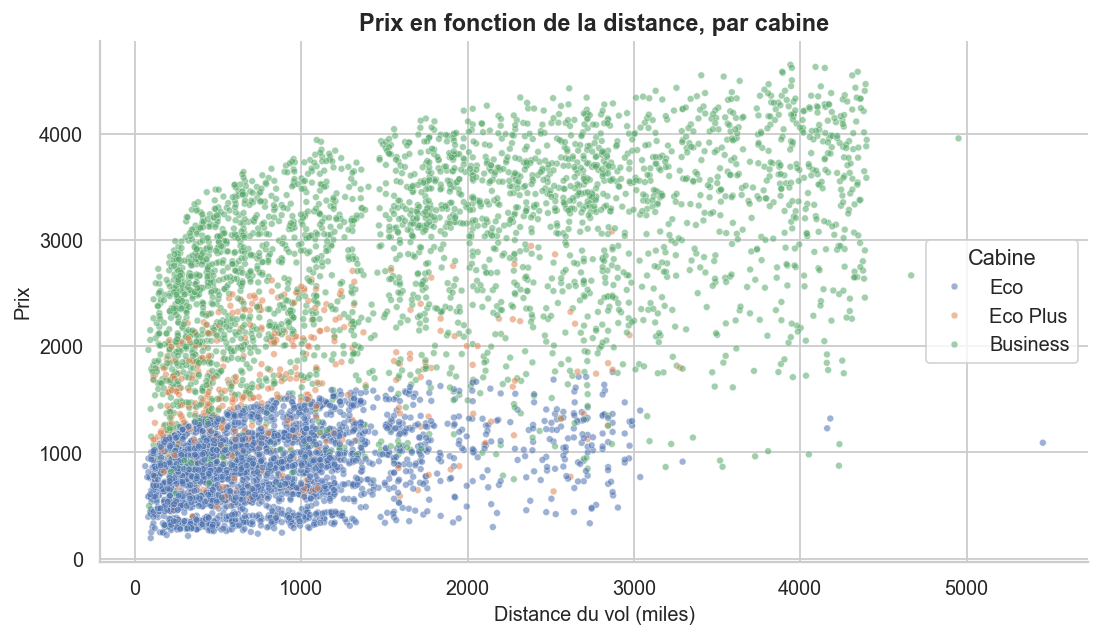 Prix en fonction de la distance, par cabine
Prix
4000
3000
2000
1000
0
0 1000 2000 3000 4000 5000
Distance du vol (miles)
Cabine
Eco
Eco Plus
Business